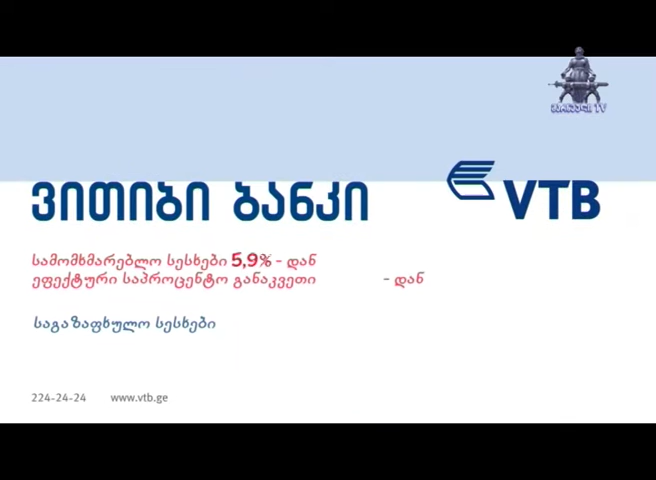 ვითიბი ბანკი
VTB
სამომხმარებლო სესხები 5,9% - დან
ეფექტური საპროცენტო განაკვეთი - დან
საგაზაფხულო სესხები
224-24-24 www.vtb.ge
TV